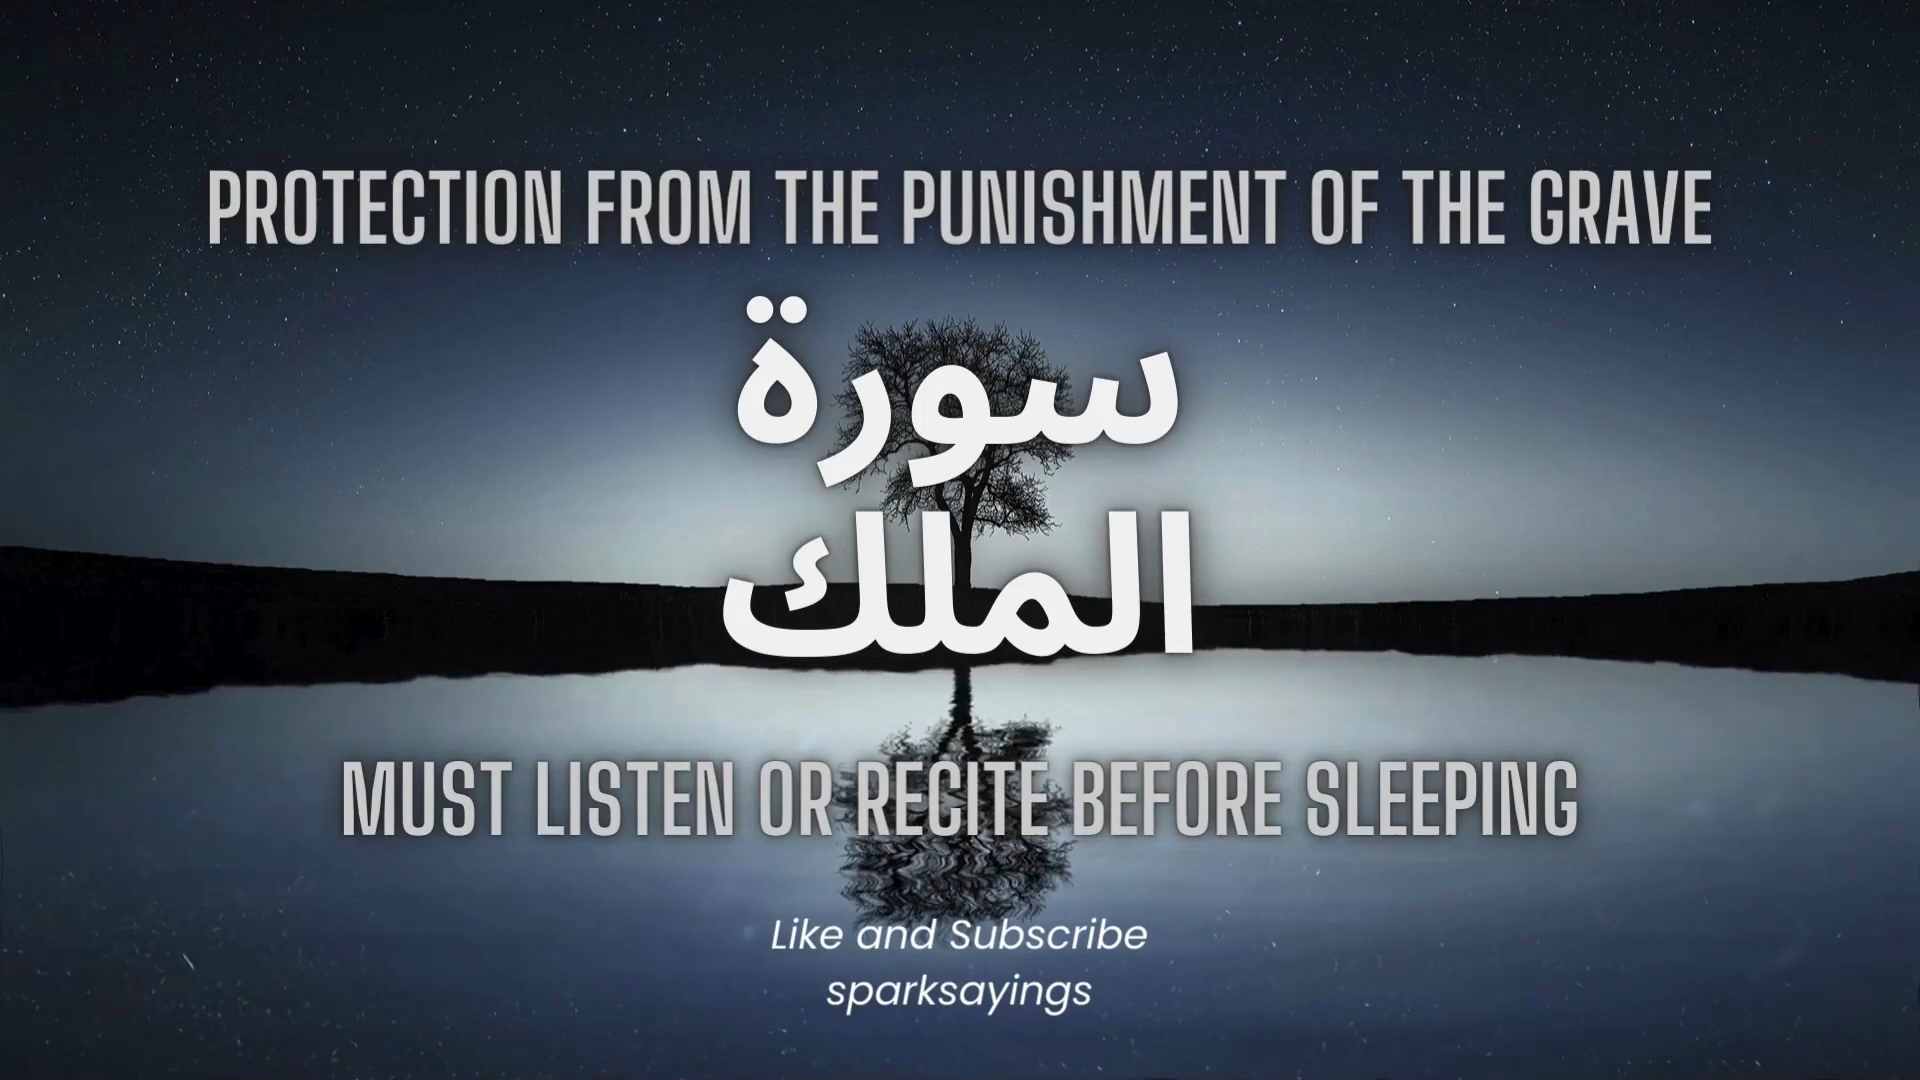 PROTECTION FROM THE PUNISHMENT OF THE GRAVE
سورة
الملك
MUST LISTEN OR RECITE BEFORE SLEEPING
Like and Subscribe
sparksayings